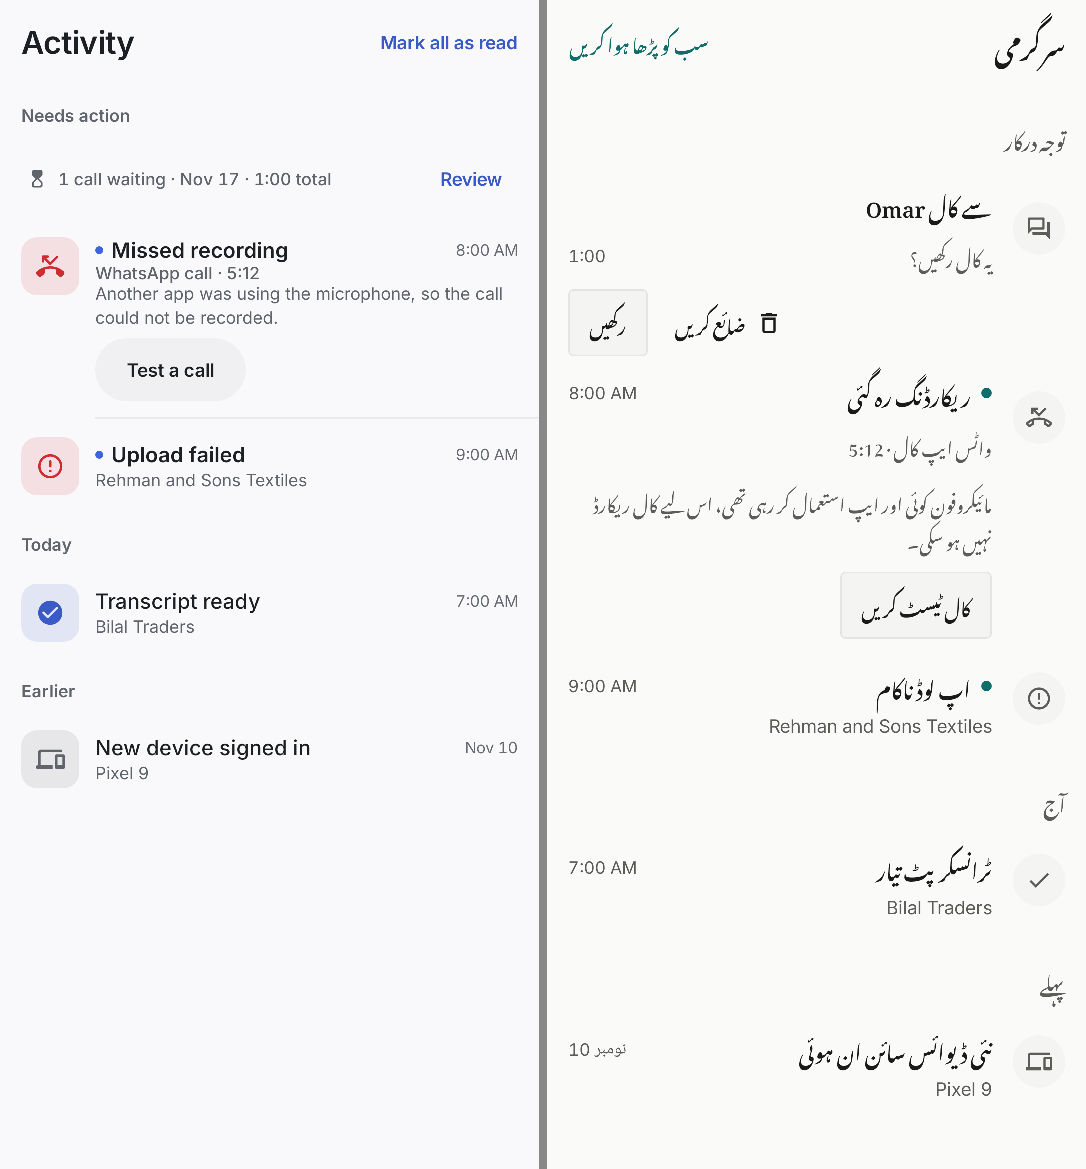 Activity
Mark all as read
Needs action
1 call waiting · Nov 17 · 1:00 total
Review
Missed recording
8:00 AM
WhatsApp call · 5:12
Another app was using the microphone, so the call
could not be recorded.
Test a call
Upload failed
9:00 AM
Rehman and Sons Textiles
Today
Transcript ready
7:00 AM
Bilal Traders
Earlier
New device signed in
Nov 10
Pixel 9
سرگرمی
سب کو پڑھا ہوا کریں
توجہ درکار
Omar سے کال
یہ کال رکھیں؟
1:00
ضائع کریں
رکھیں
ریکارڈنگ رہ گئی
8:00 AM
واٹس ایپ کال · 5:12
مائیکروفون کوئی اور ایپ استعمال کر رہی تھی، اس لیے کال ریکارڈ
نہیں ہو سکی۔
کال ٹیسٹ کریں
اپ لوڈ ناکام
9:00 AM
Rehman and Sons Textiles
آج
ٹرانسکرپٹ تیار
7:00 AM
Bilal Traders
پہلے
نئی ڈیوائس سائن ان ہوئی
10 نومبر
Pixel 9